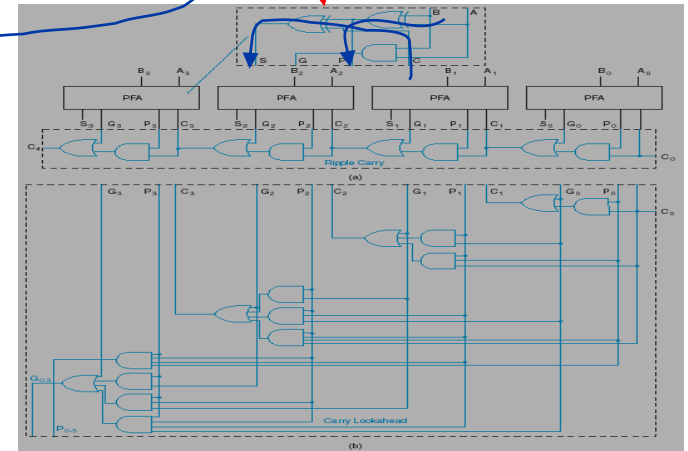 B A
S G P C
B3 A3 B2 A2 B1 A1 B0 A0
PFA PFA PFA PFA
S3 G3 P3 C3 S2 G2 P2 C2 S1 G1 P1 C1 S0 G0 P0
C4
Ripple Carry
C0
(a)
G3 P3 C3 G2 P2 C2 G1 P1 C1 G0 P0
C0
G0-3
P0-3
Carry Lookahead
(b)